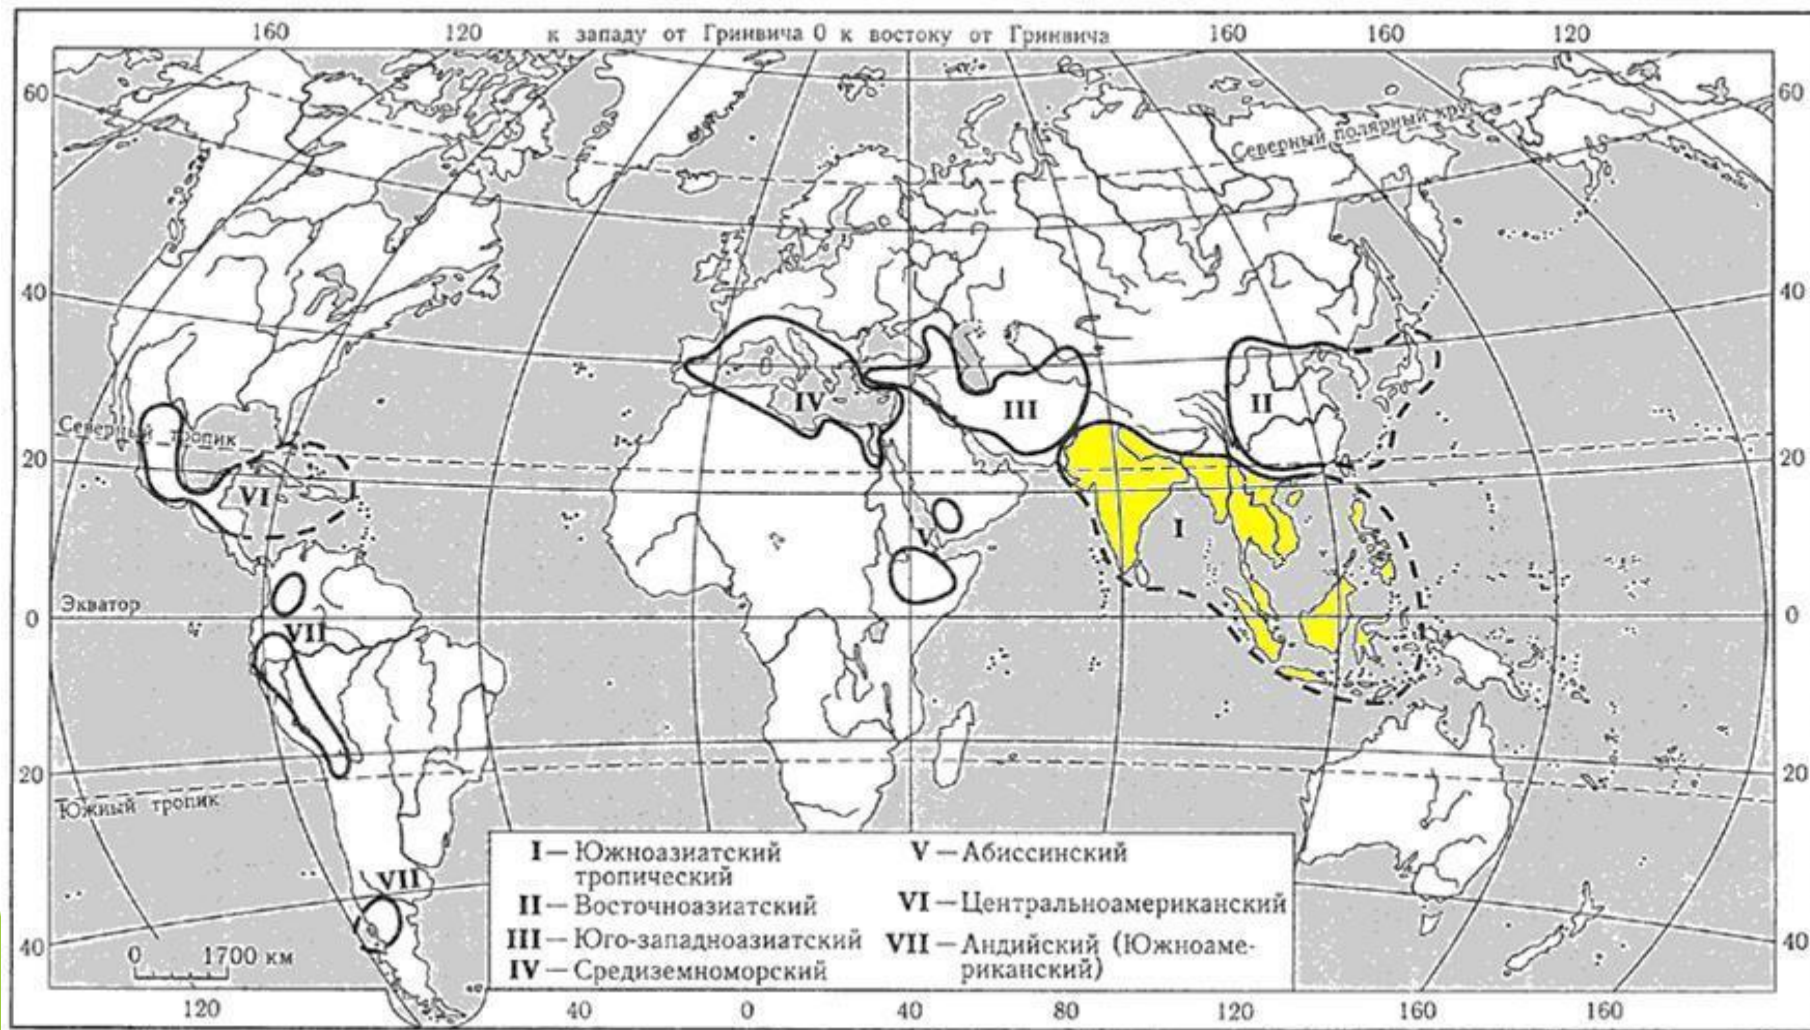 160 120 к западу от Гринвича 0 к востоку от Гринвича 160 160 120
60 60
Северный полярный круг
40 40
IV III II
Северный тропик
20 20
VI I
V
Экватор
0 0
VII
20 20
Южный тропик
VII
I — Южноазиатский
тропический
II — Восточноазиатский
III — Юго-западноазиатский
IV — Средиземноморский
V — Абиссинский
VI — Центральноамериканский
VII — Андийский (Южноаме-
риканский)
40 40
0 1700 км
120 40 0 40 80 120 160 160